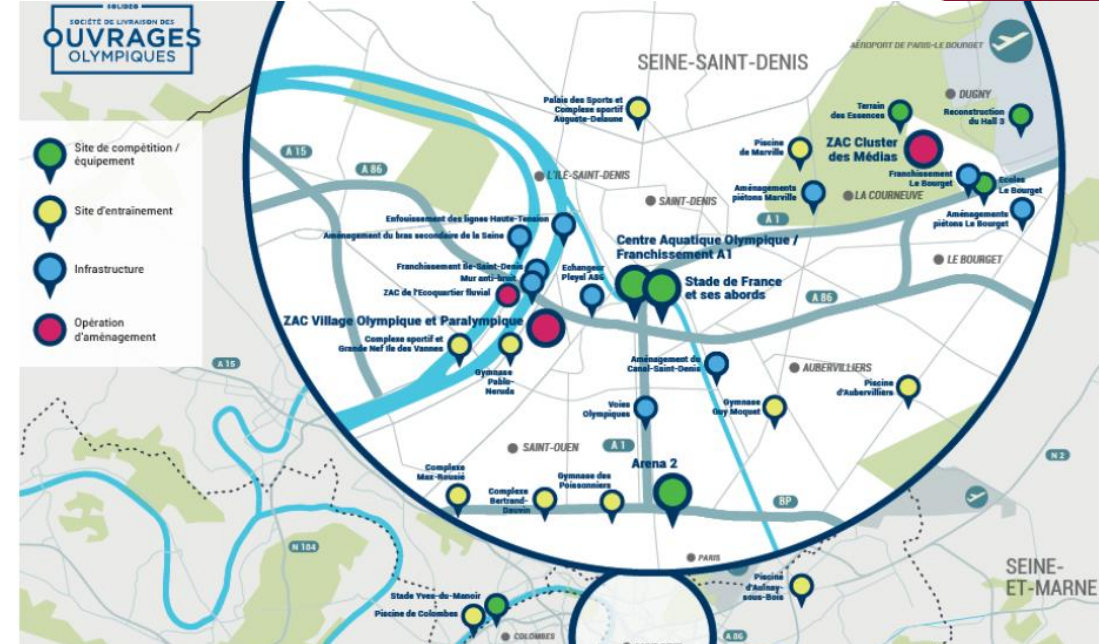 SOLIDEO
SOCIÉTÉ DE LIVRAISON DES
OUVRAGES
OLYMPIQUES
Site de compétition /
équipement
Site d'entraînement
Infrastructure
Opération
d'aménagement
SEINE-SAINT-DENIS
AÉROPORT DE PARIS-LE BOURGET
DUGNY
Palais des Sports et
Complexe sportif
Auguste-Delaune
Terrain
des Essences
Reconstruction
du Hall 3
Piscine
de Marville
ZAC Cluster
des Médias
A 15
A 86
L'ÎLE-SAINT-DENIS
Franchissement
Le Bourget
Ecoles
Le Bourget
Aménagements
piétons Marville
LA COURNEUVE
SAINT-DENIS
A 1
Aménagements
piétons Le Bourget
Enfouissement des lignes Haute-Tension
Aménagement du bras secondaire de la Seine
Centre Aquatique Olympique /
Franchissement A1
LE BOURGET
Franchissement Ile-Saint-Denis
Mur anti-bruit
Echangeur
Pleyel A86
Stade de France
et ses abords
ZAC de l'Ecoquartier fluvial
A 86
ZAC Village Olympique et Paralympique
Complexe sportif et
Grande Nef Ile des Vannes
Gymnase
Pablo-
Neruda
Aménagement du
Canal-Saint-Denis
AUBERVILLIERS
A 15
Piscine
d'Aubervilliers
Voies
Olympiques
Gymnase
Guy Moquet
SAINT-OUEN
A 1
N 2
Arena 2
Complexe
Max-Rousié
Complexe
Bertrand-
Dauvin
Gymnase des
Poissonniers
BP
N 184
PARIS
SEINE-
ET-MARNE
Piscine
d'Aulnay-
sous-Bois
Stade Yves-du-Manoir
Piscine de Colombes
COLOMBES
A 86